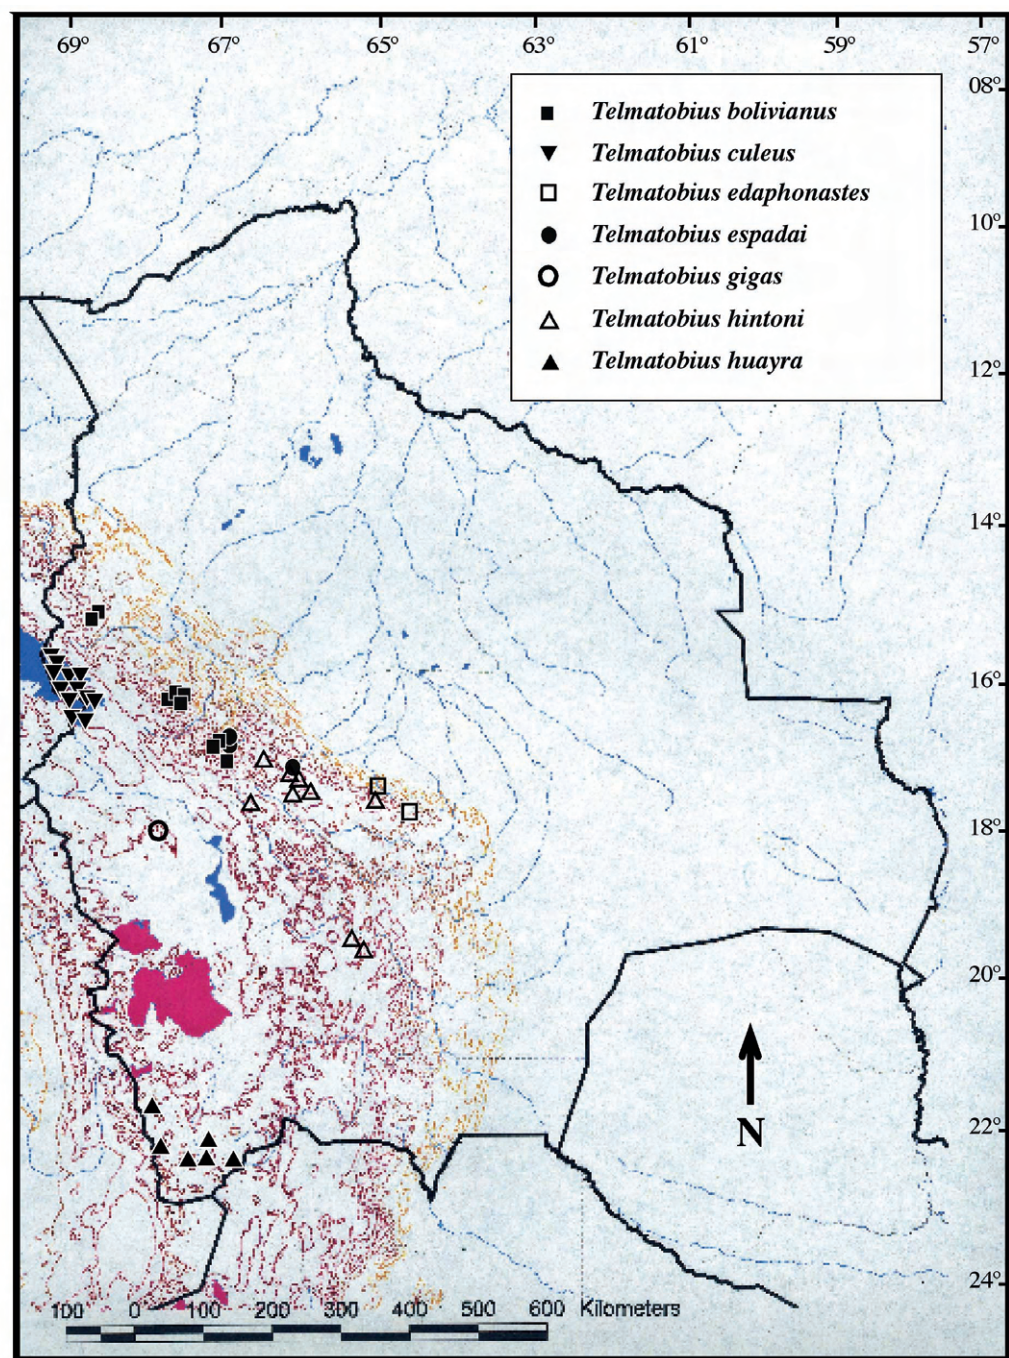 69° 67° 65° 63° 61° 59° 57°
08°
Telmatobius bolivianus
Telmatobius culeus
Telmatobius edaphonastes
10°
Telmatobius espadai
Telmatobius gigas
Telmatobius hintoni
Telmatobius huayra
12°
14°
16°
18°
20°
N
22°
24°
100 0 100 200 300 400 500 600 Kilometers